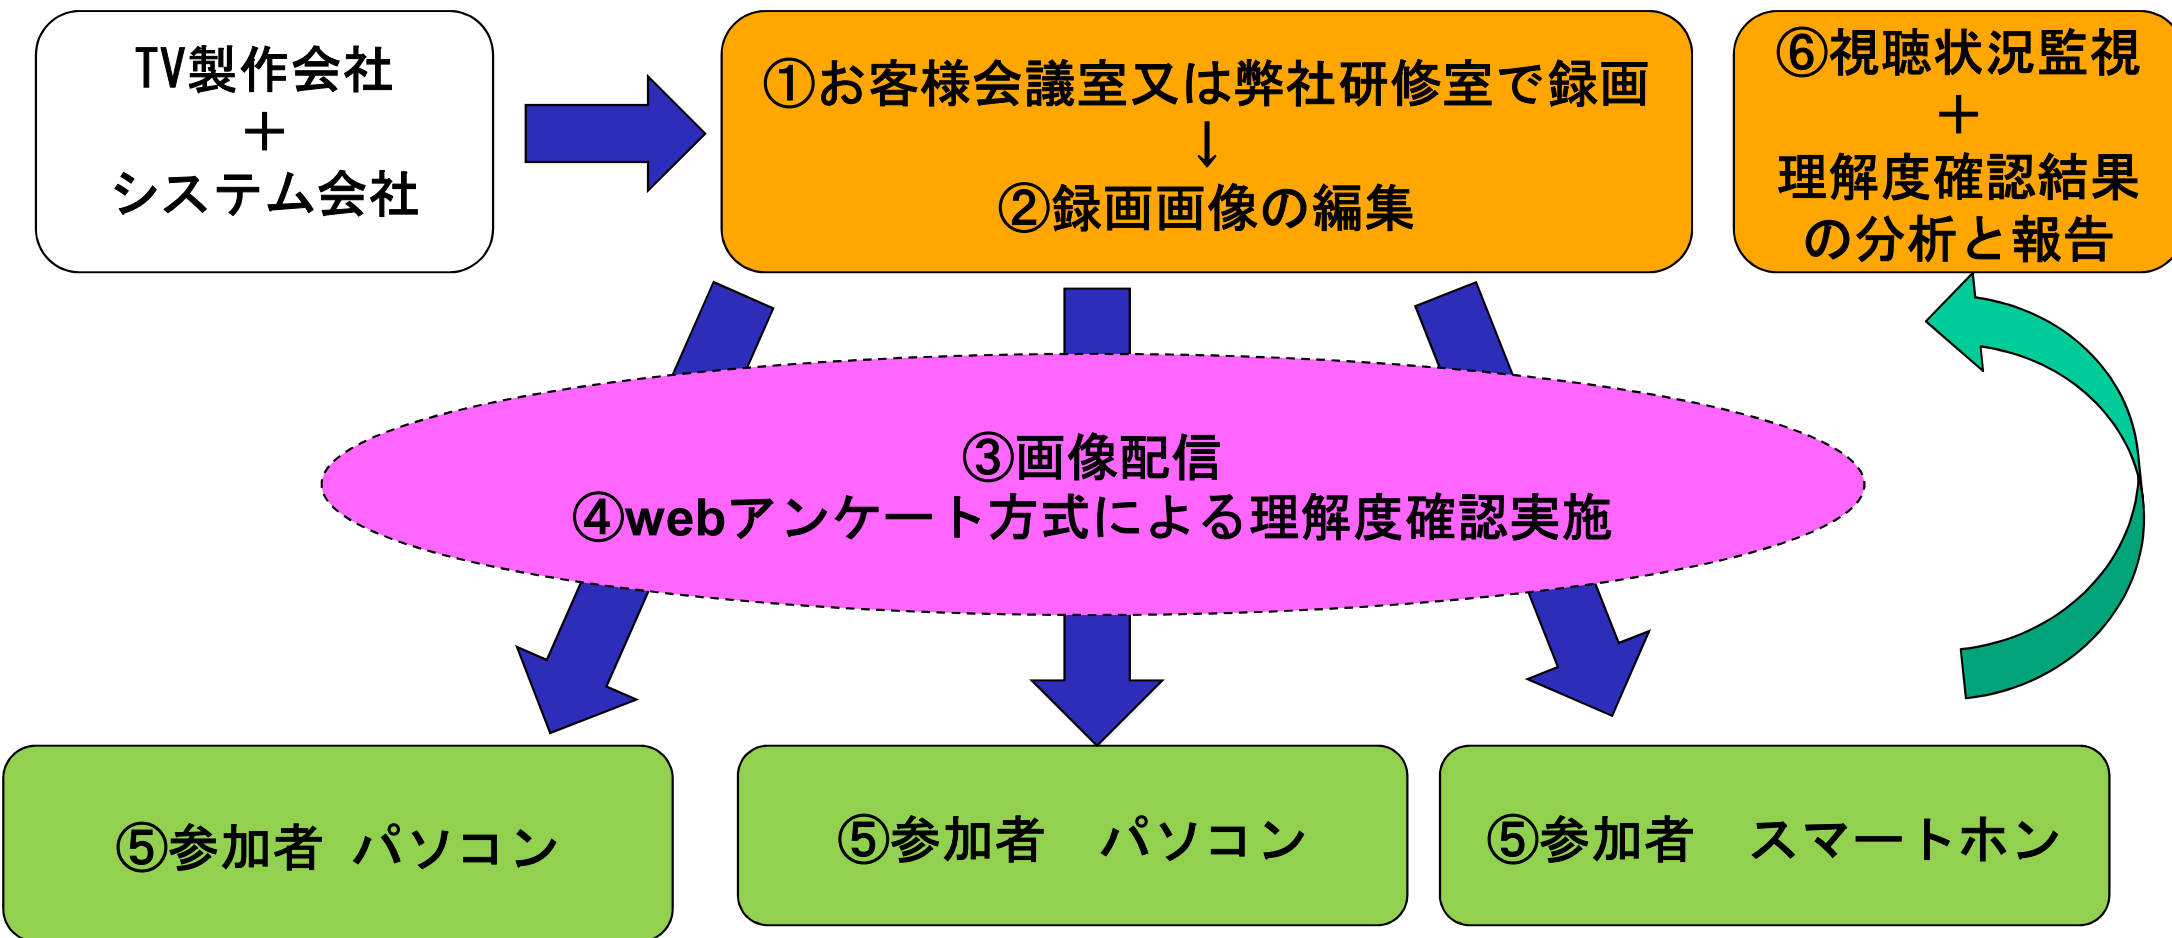 TV製作会社
＋
システム会社
①お客様会議室又は弊社研修室で録画
↓
②録画画像の編集
⑥視聴状況監視
＋
理解度確認結果
の分析と報告
③画像配信
④webアンケート方式による理解度確認実施
⑤参加者 パソコン
⑤参加者　パソコン
⑤参加者　スマートホン